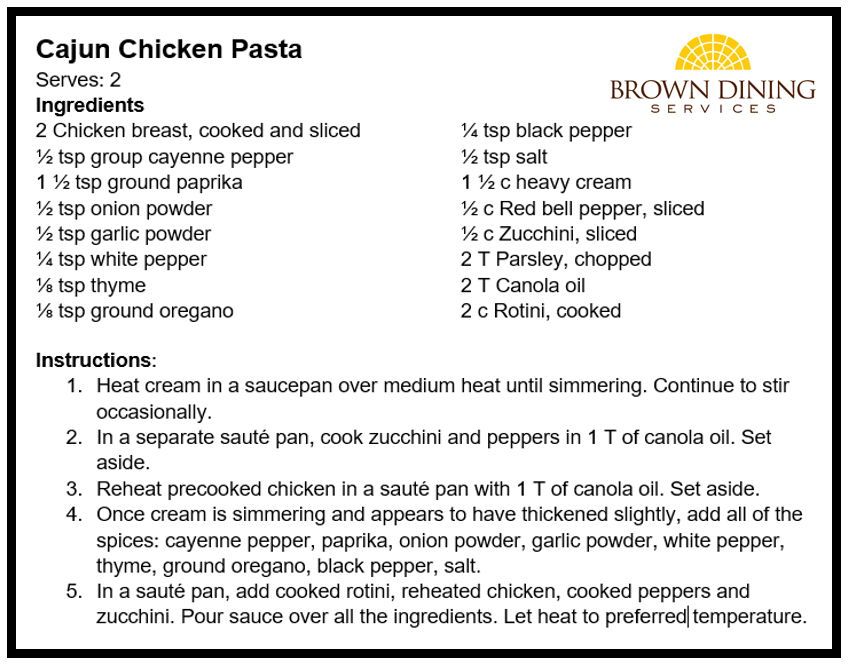 Cajun Chicken Pasta
BROWN DINING
SERVICES
Serves: 2
Ingredients
2 Chicken breast, cooked and sliced
½ tsp group cayenne pepper
1 ½ tsp ground paprika
½ tsp onion powder
½ tsp garlic powder
¼ tsp white pepper
⅛ tsp thyme
⅛ tsp ground oregano
¼ tsp black pepper
½ tsp salt
1 ½ c heavy cream
½ c Red bell pepper, sliced
½ c Zucchini, sliced
2 T Parsley, chopped
2 T Canola oil
2 c Rotini, cooked
Instructions:
1. Heat cream in a saucepan over medium heat until simmering. Continue to stir
occasionally.
2. In a separate sauté pan, cook zucchini and peppers in 1 T of canola oil. Set
aside.
3. Reheat precooked chicken in a sauté pan with 1 T of canola oil. Set aside.
4. Once cream is simmering and appears to have thickened slightly, add all of the
spices: cayenne pepper, paprika, onion powder, garlic powder, white pepper,
thyme, ground oregano, black pepper, salt.
5. In a sauté pan, add cooked rotini, reheated chicken, cooked peppers and
zucchini. Pour sauce over all the ingredients. Let heat to preferred temperature.